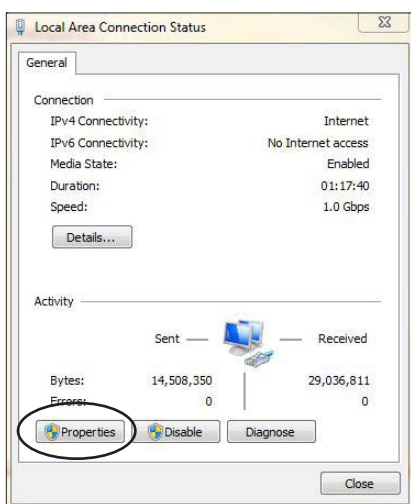 Local Area Connection Status
General
Connection
IPv4 Connectivity: Internet
IPv6 Connectivity: No Internet access
Media State: Enabled
Duration: 01:17:40
Speed: 1.0 Gbps
Details...
Activity
Sent Received
Bytes: 14,508,350 29,036,811
Errors: 0 0
Properties Disable Diagnose
Close